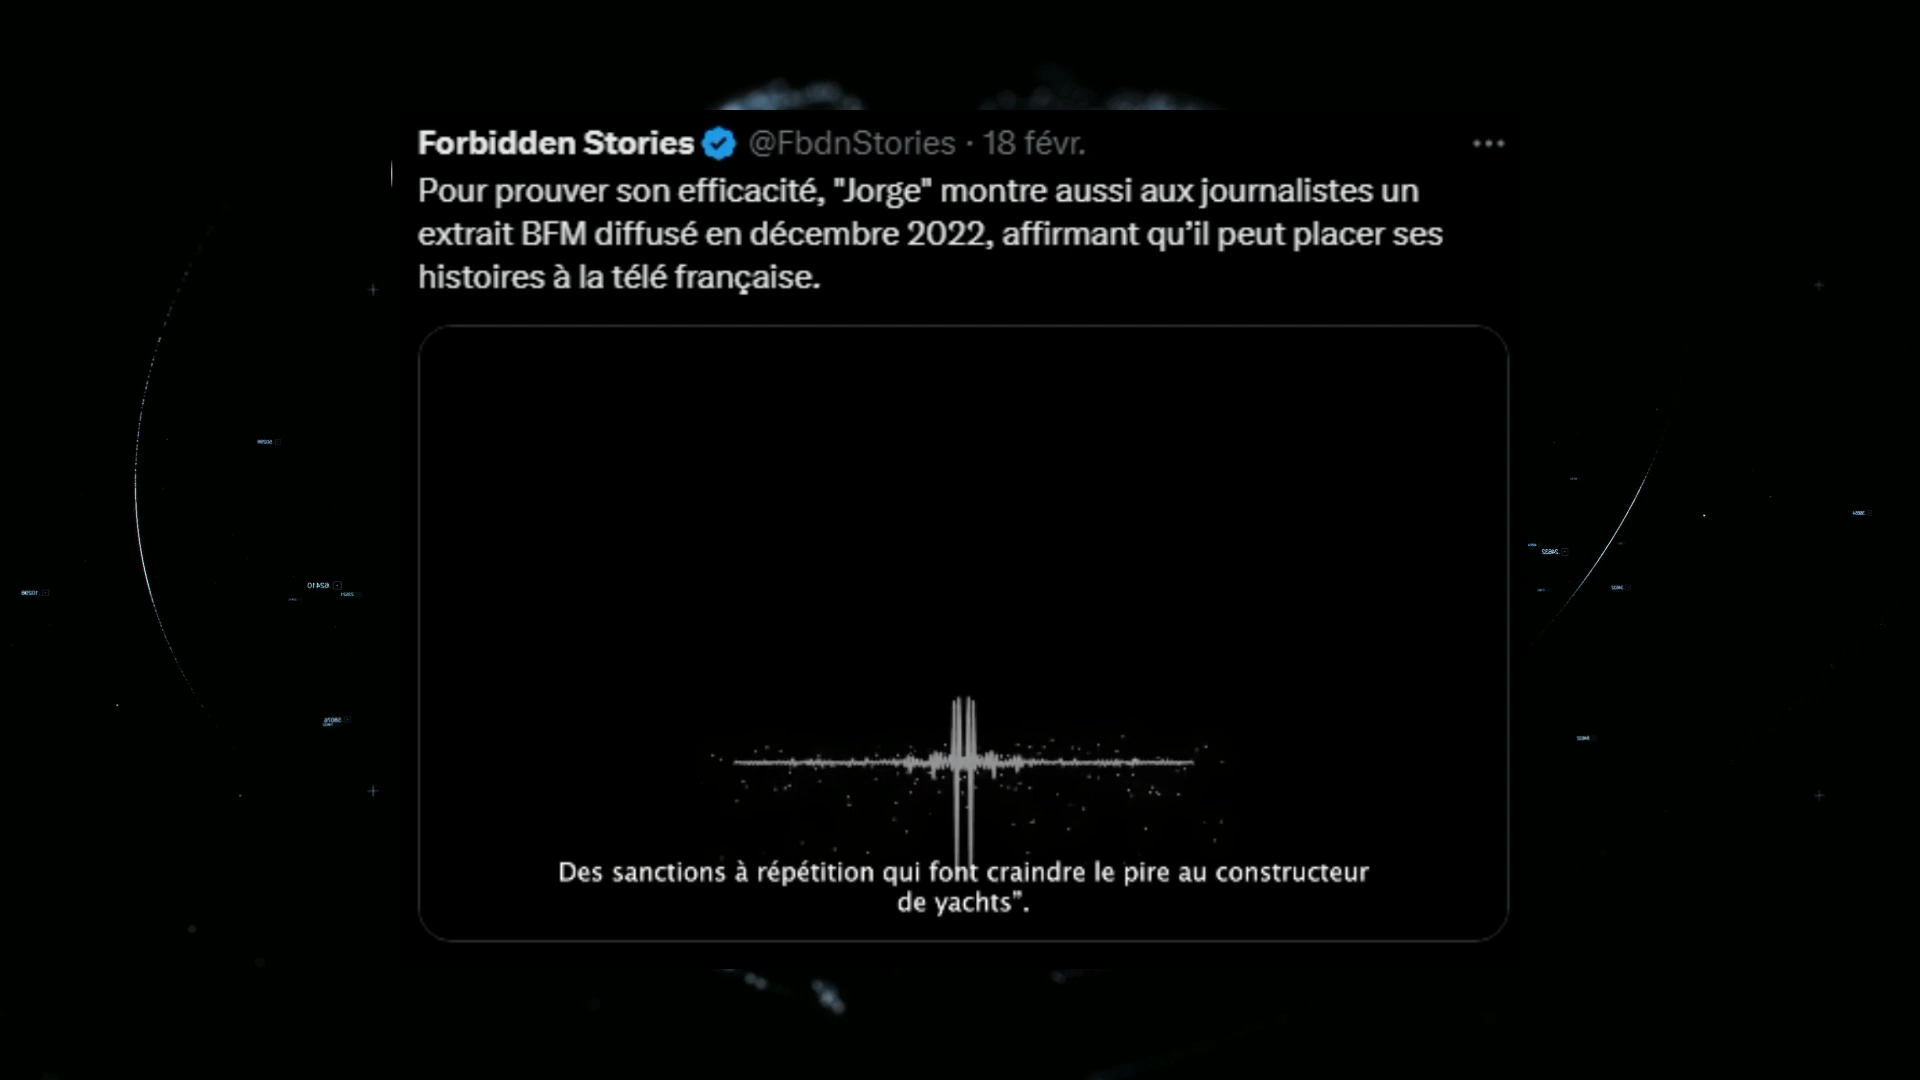 Forbidden Stories @FbdnStories · 18 févr.
Pour prouver son efficacité, "Jorge" montre aussi aux journalistes un
extrait BFM diffusé en décembre 2022, affirmant qu’il peut placer ses
histoires à la télé française.
Des sanctions à répétition qui font craindre le pire au constructeur
de yachts".